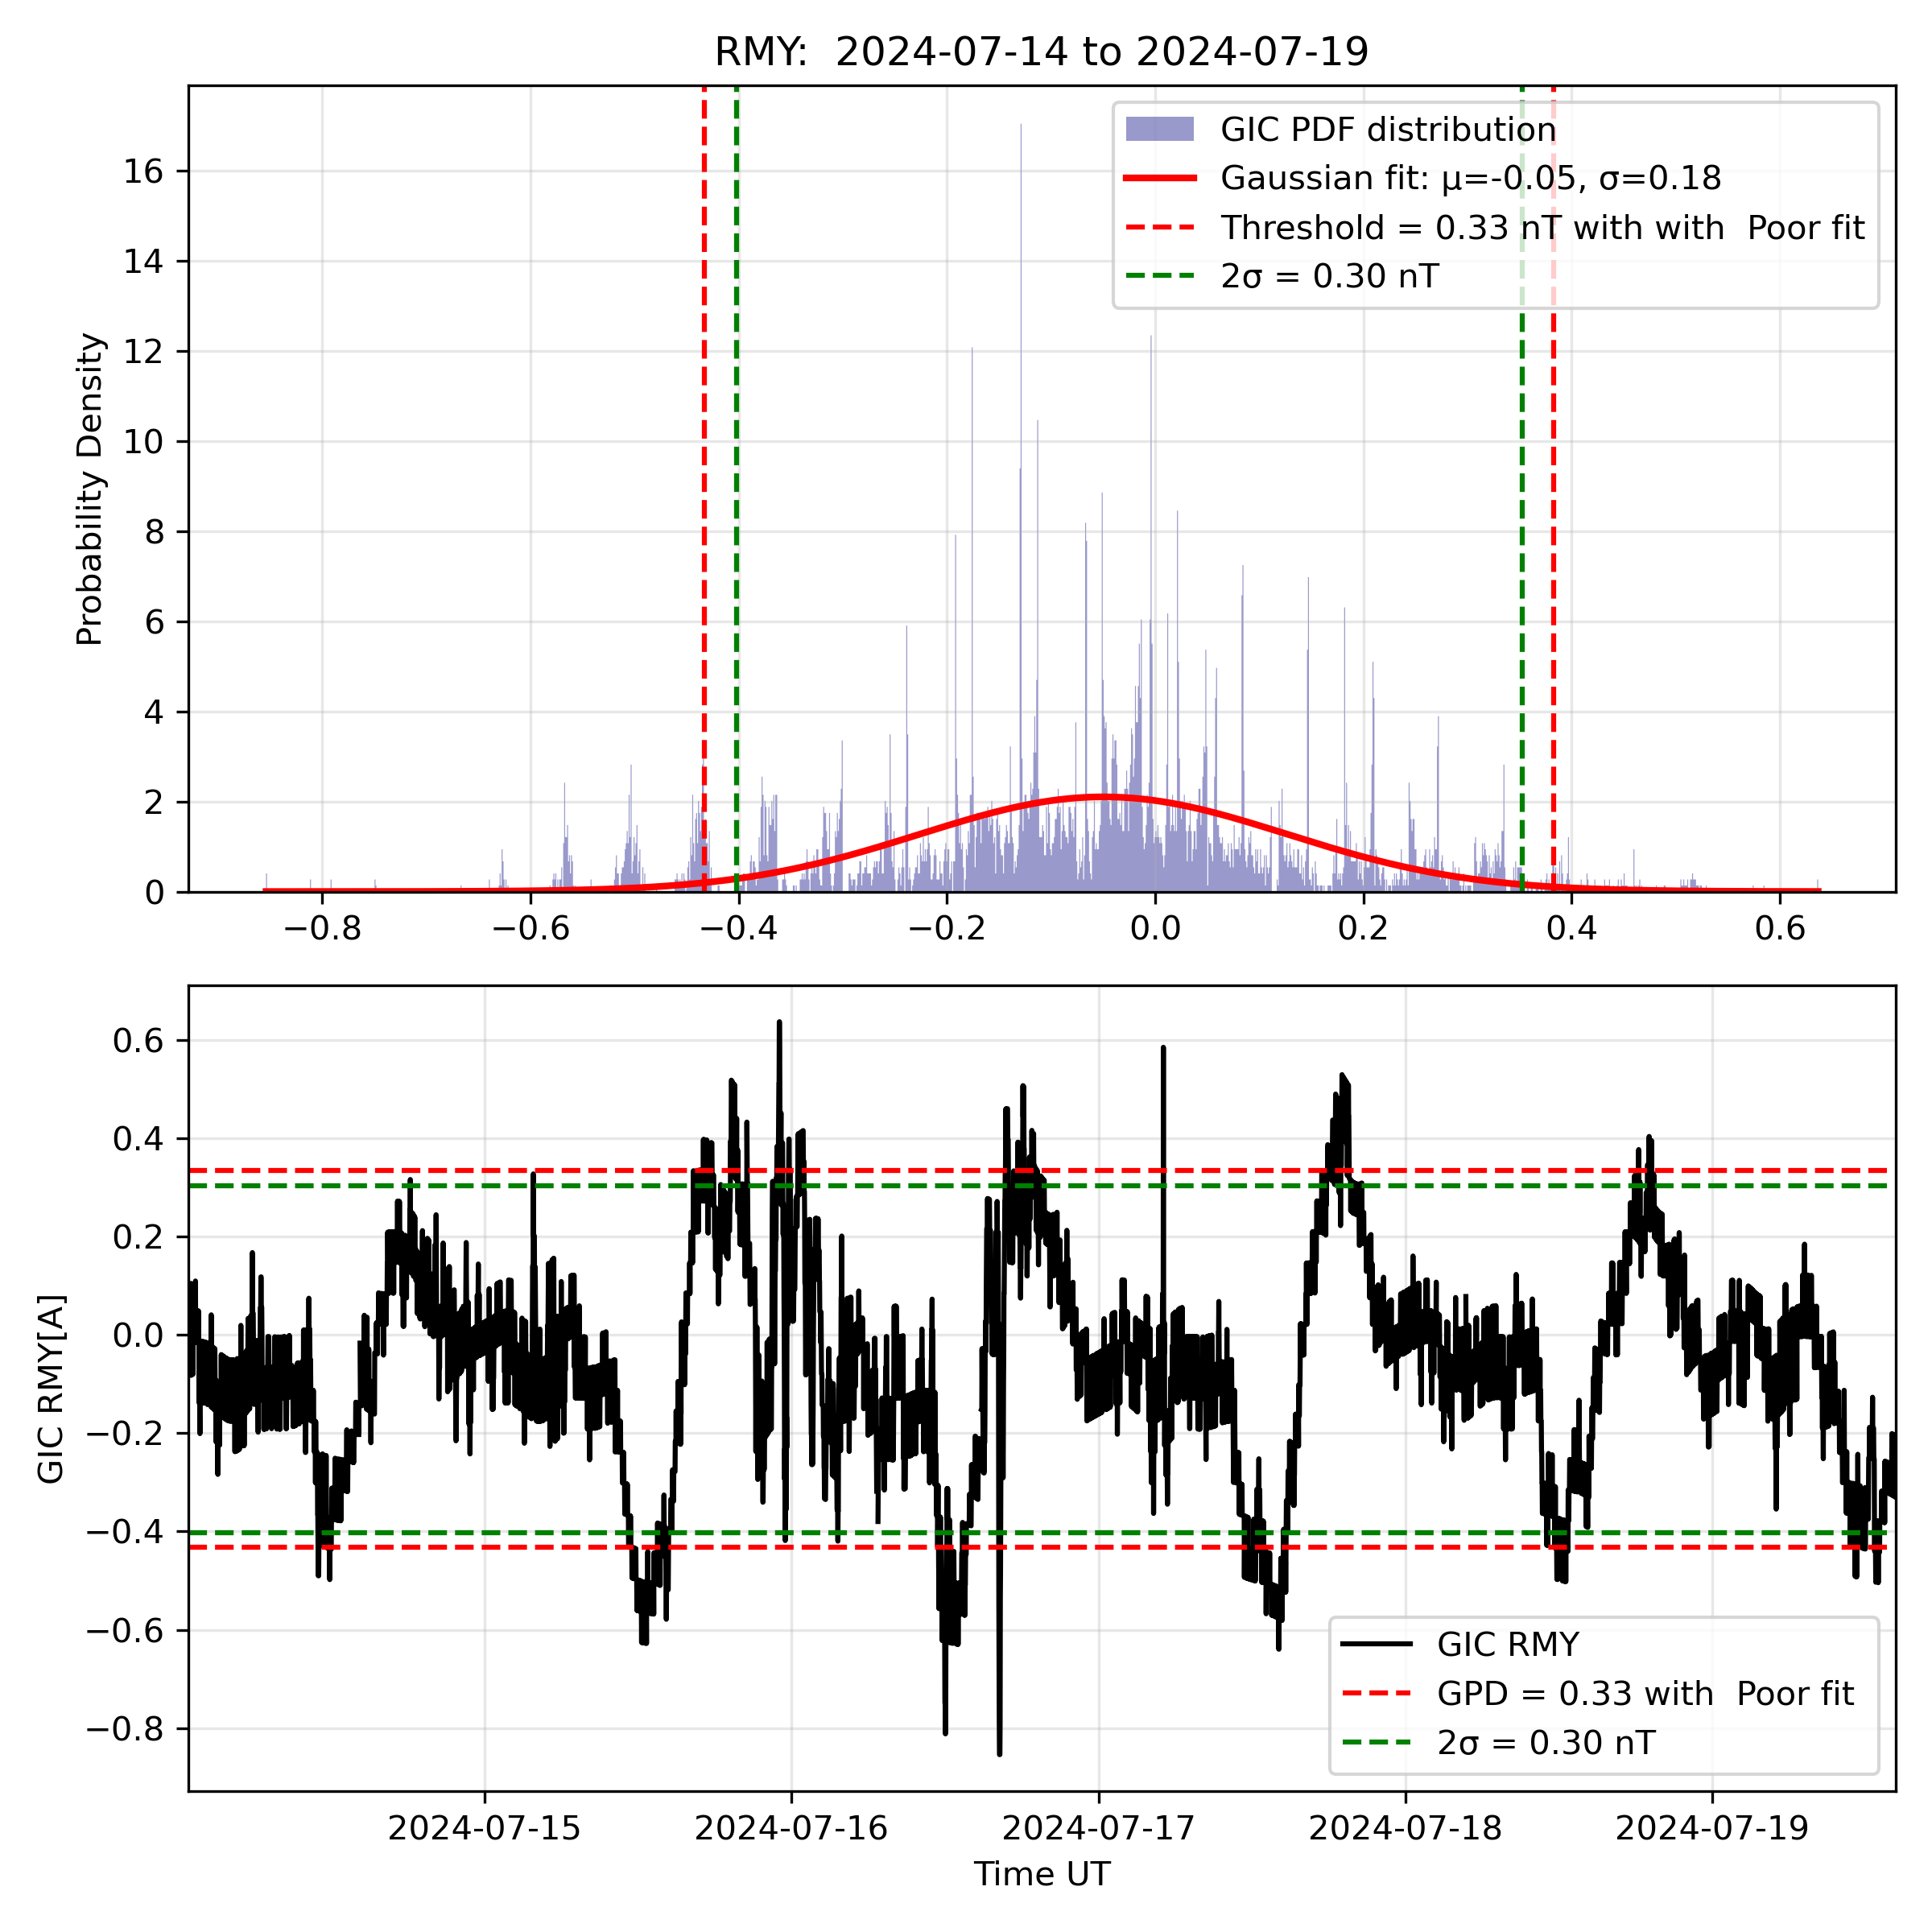 RMY:  2024-07-14 to 2024-07-19
GIC PDF distribution
Gaussian fit: μ=-0.05, σ=0.18
Threshold = 0.33 nT with with  Poor fit
2σ = 0.30 nT
Probability Density
16
14
12
10
8
6
4
2
0
−0.8 −0.6 −0.4 −0.2 0.0 0.2 0.4 0.6
GIC RMY[A]
0.6
0.4
0.2
0.0
−0.2
−0.4
−0.6
−0.8
GIC RMY
GPD = 0.33 with  Poor fit
2σ = 0.30 nT
2024-07-15 2024-07-16 2024-07-17 2024-07-18 2024-07-19
Time UT